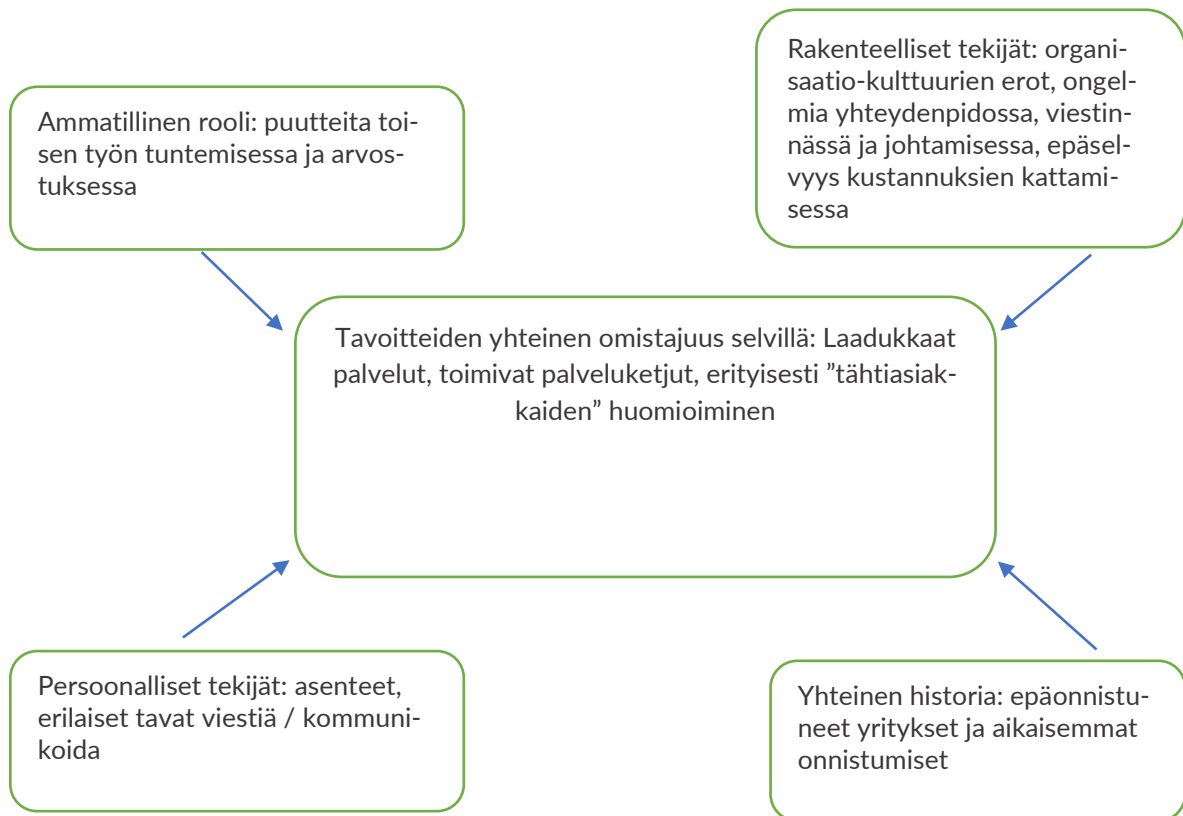 Ammatillinen rooli: puutteita toi-
sen työn tuntemisessa ja arvos-
tuksessa
Rakenteelliset tekijät: organi-
saatio-kulttuurien erot, ongel-
mia yhteydenpidossa, viestin-
nässä ja johtamisessa, epäsel-
vyys kustannuksien kattami-
sessa
Tavoitteiden yhteinen omistajuus selvillä: Laadukkaat
palvelut, toimivat palveluketjut, erityisesti ”tähtiasiak-
kaiden” huomioiminen
Persoonalliset tekijät: asenteet,
erilaiset tavat viestiä / kommuni-
koida
Yhteinen historia: epäonnistu-
neet yritykset ja aikaisemmat
onnistumiset